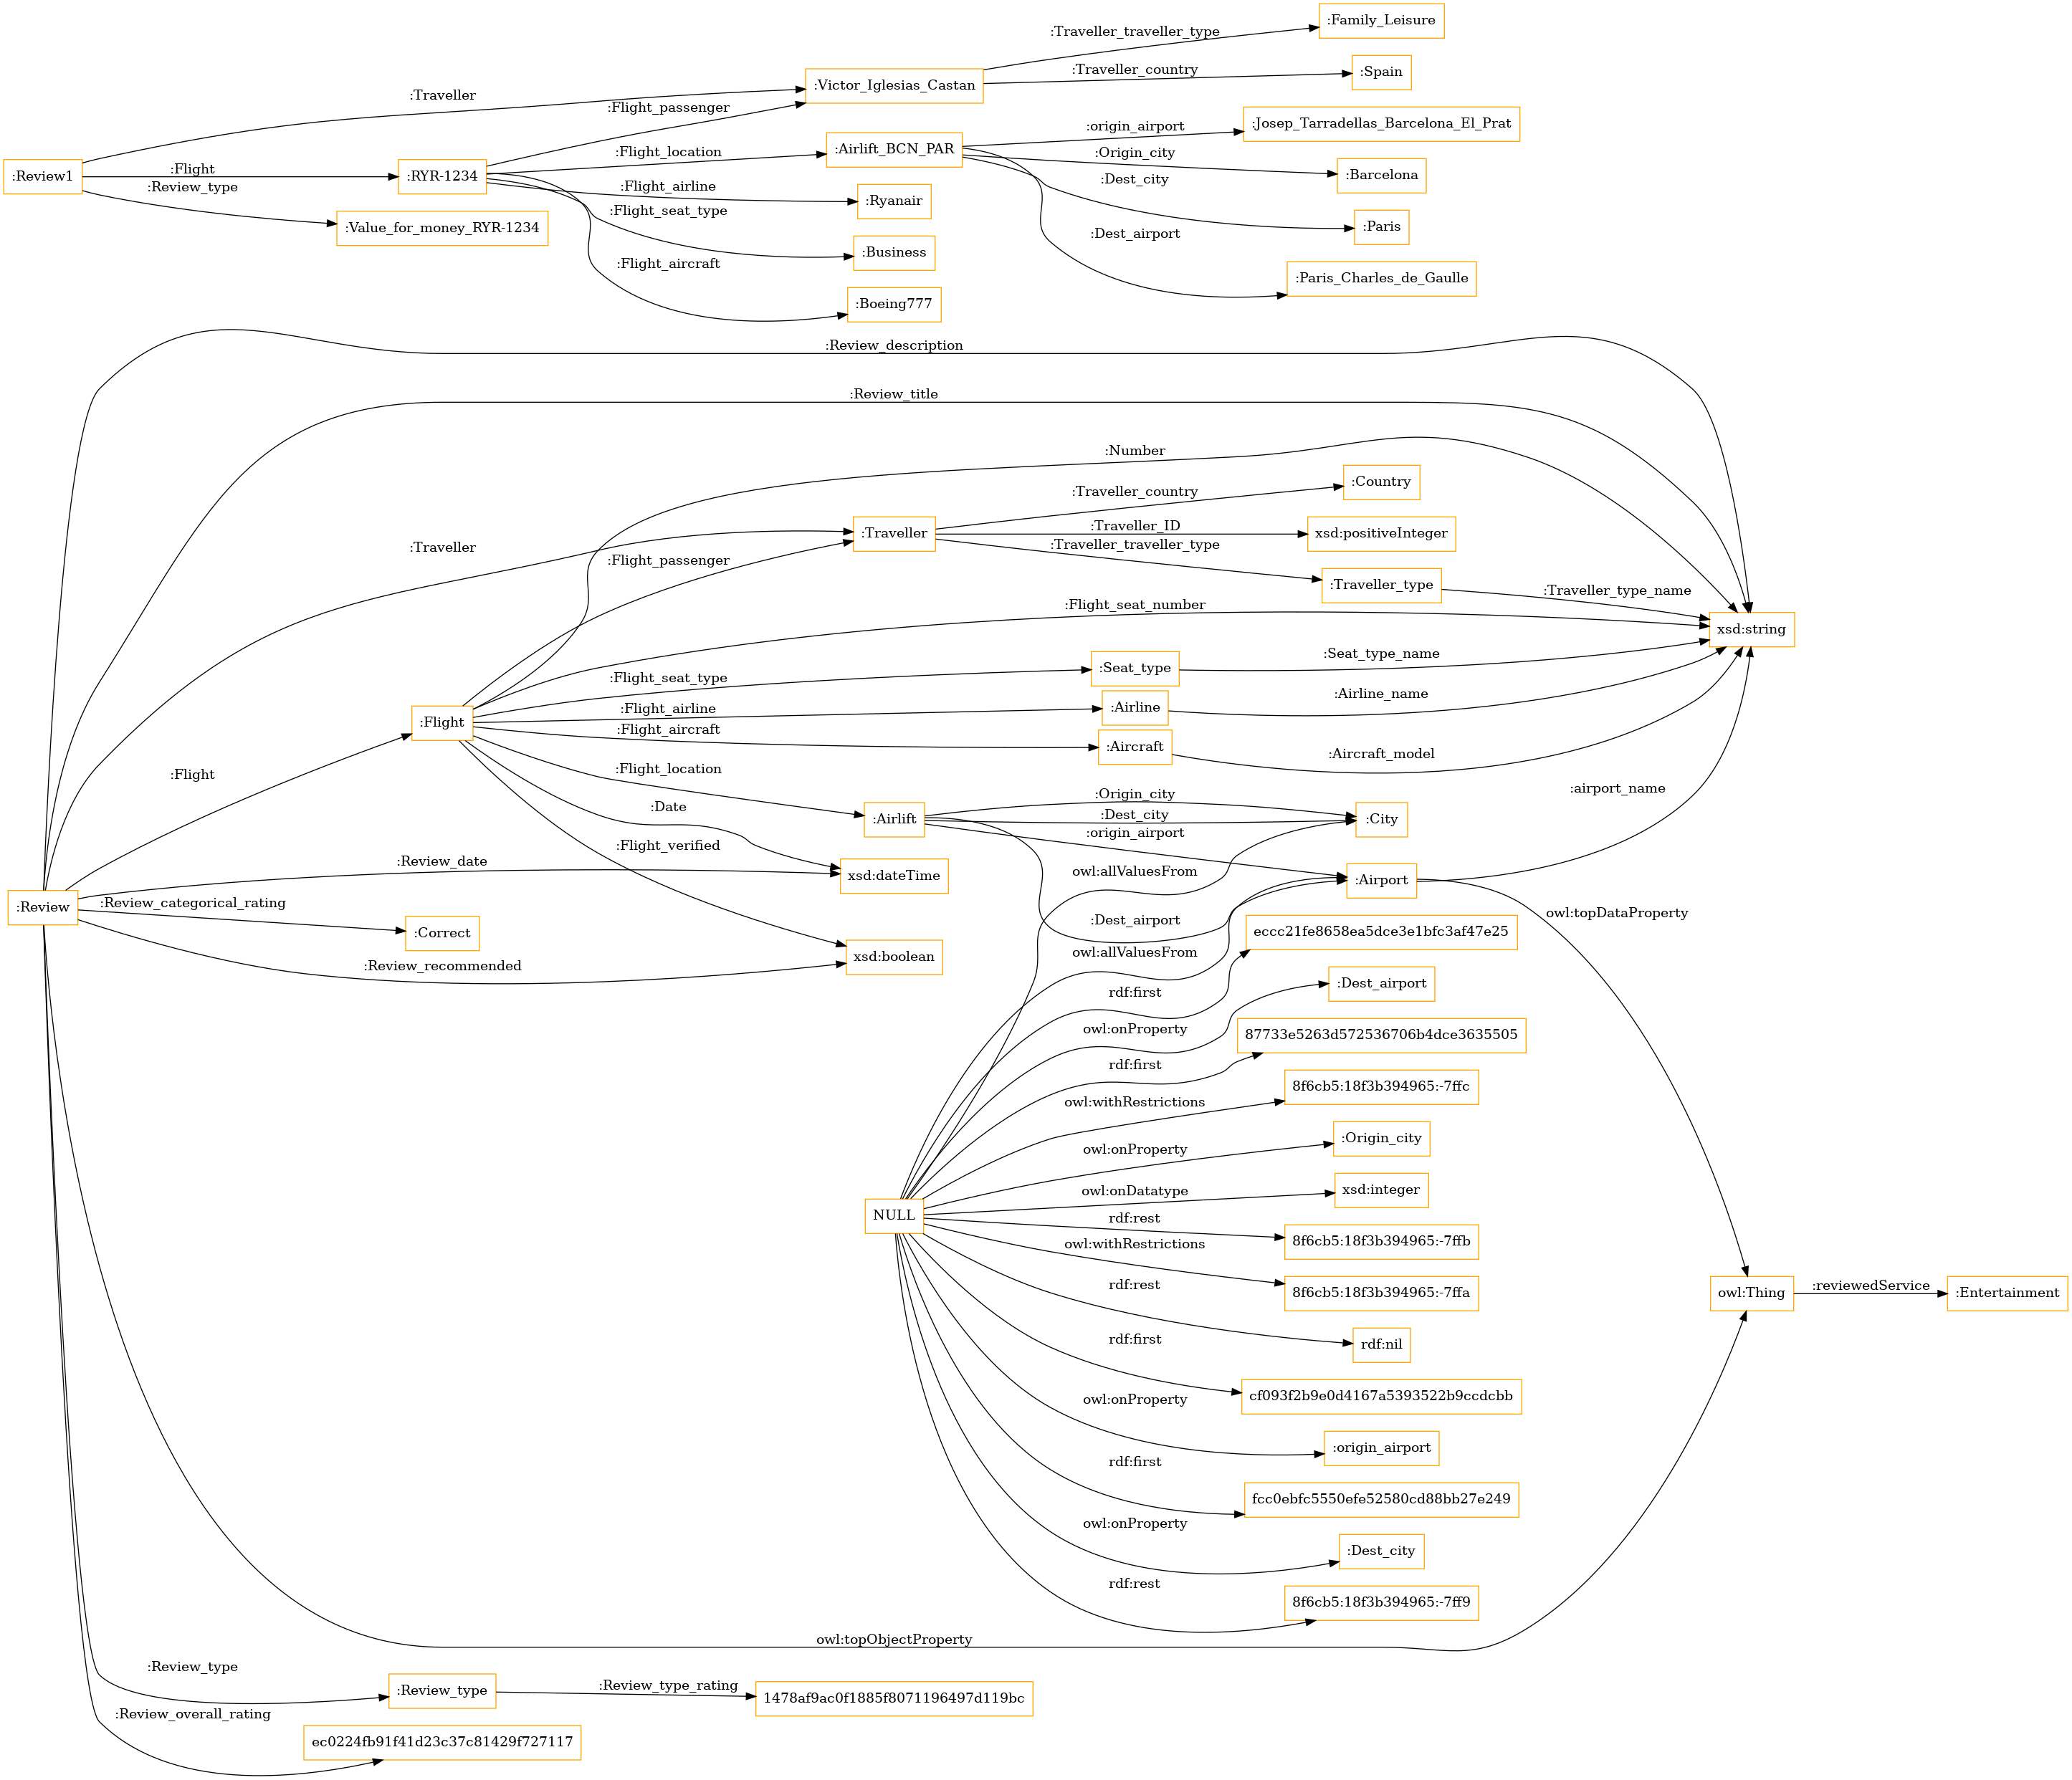 :Family_Leisure
:Traveller_traveller_type
:Traveller_country
:Spain
:Victor_Iglesias_Castan
:Traveller
:Flight_passenger
:origin_airport
:Josep_Tarradellas_Barcelona_El_Prat
:Airlift_BCN_PAR
:Flight_location
:Origin_city
:Barcelona
:Review1
:Flight
:RYR-1234
:Review_type
:Flight_airline
:Ryanair
:Dest_city
:Paris
:Value_for_money_RYR-1234
:Flight_seat_type
:Business
:Dest_airport
:Flight_aircraft
:Paris_Charles_de_Gaulle
:Boeing777
:Review_description
:Review_title
:Number
:Country
:Traveller_country
:Traveller_ID
xsd:positiveInteger
:Traveller
:Traveller
:Traveller_traveller_type
:Flight_passenger
:Traveller_type
:Traveller_type_name
:Flight_seat_number
xsd:string
:Seat_type_name
:Seat_type
:Flight_seat_type
:Airline_name
:Airline
:Flight_airline
:Flight
:Flight_aircraft
:Aircraft
:Aircraft_model
:Flight_location
:Flight
:airport_name
:Origin_city
:Date
:Dest_city
:City
:Airlift
:origin_airport
:Flight_verified
:Review_date
xsd:dateTime
owl:allValuesFrom
:Airport
:Review_categorical_rating
:Review
:Dest_airport
owl:topDataProperty
:Correct
eccc21fe8658ea5dce3e1bfc3af47e25
owl:allValuesFrom
xsd:boolean
:Review_recommended
rdf:first
:Dest_airport
owl:onProperty
87733e5263d572536706b4dce3635505
rdf:first
8f6cb5:18f3b394965:-7ffc
owl:withRestrictions
:Origin_city
owl:onProperty
owl:onDatatype
xsd:integer
NULL
rdf:rest
8f6cb5:18f3b394965:-7ffb
owl:withRestrictions
8f6cb5:18f3b394965:-7ffa
owl:Thing
:reviewedService
:Entertainment
rdf:rest
rdf:nil
rdf:first
cf093f2b9e0d4167a5393522b9ccdcbb
owl:onProperty
:origin_airport
rdf:first
fcc0ebfc5550efe52580cd88bb27e249
owl:onProperty
:Dest_city
rdf:rest
8f6cb5:18f3b394965:-7ff9
owl:topObjectProperty
:Review_type
:Review_type
:Review_type_rating
1478af9ac0f1885f8071196497d119bc
:Review_overall_rating
ec0224fb91f41d23c37c81429f727117